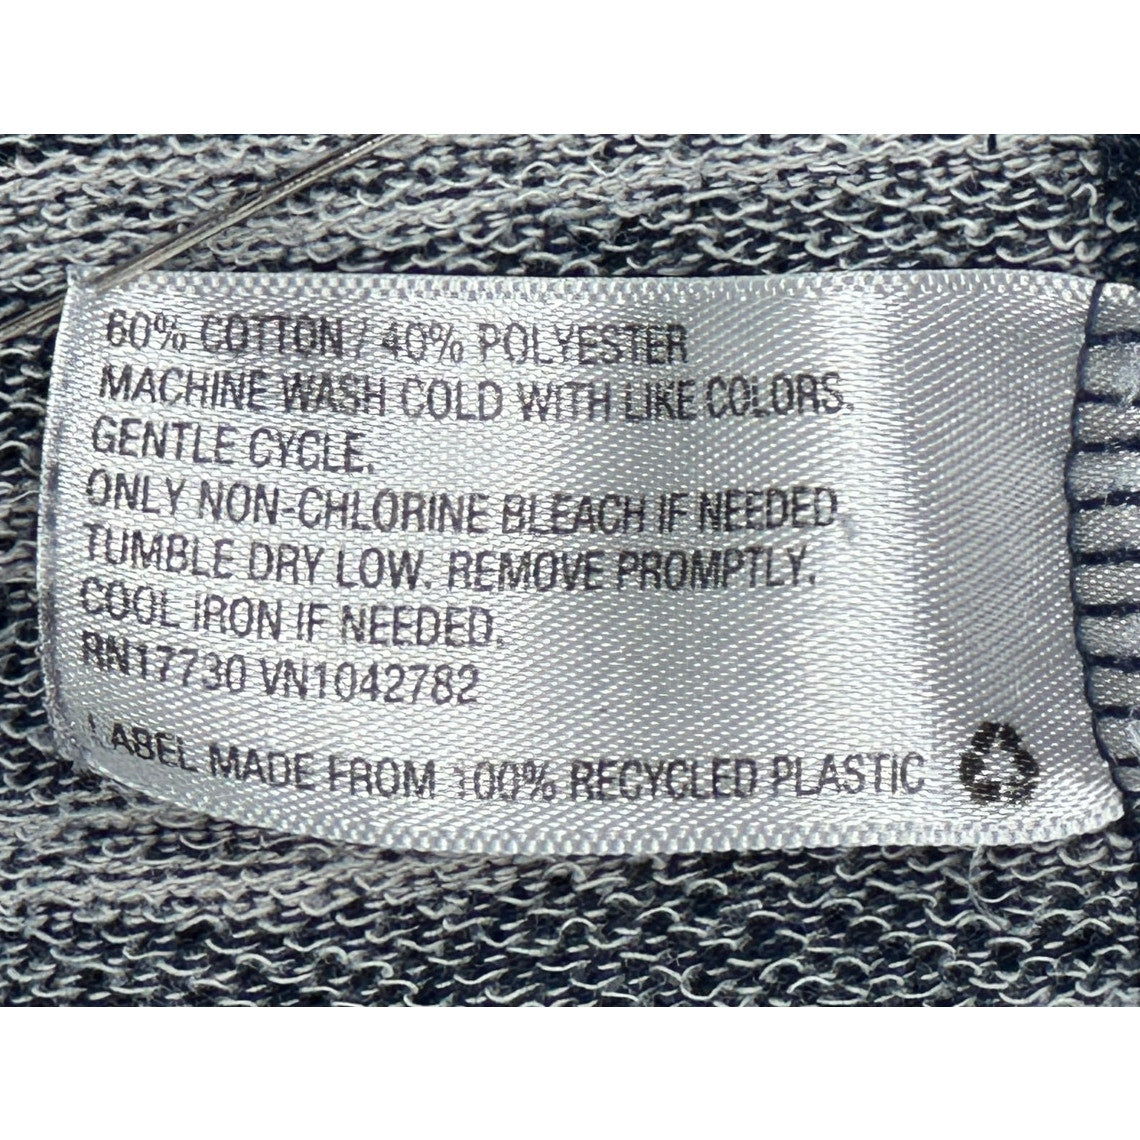 60% COTTON / 40% POLYESTER
MACHINE WASH COLD WITH LIKE COLORS.
GENTLE CYCLE.
ONLY NON-CHLORINE BLEACH IF NEEDED
TUMBLE DRY LOW. REMOVE PROMPTLY.
COOL IRON IF NEEDED.
RN17730 VN1042782
LABEL MADE FROM 100% RECYCLED PLASTIC